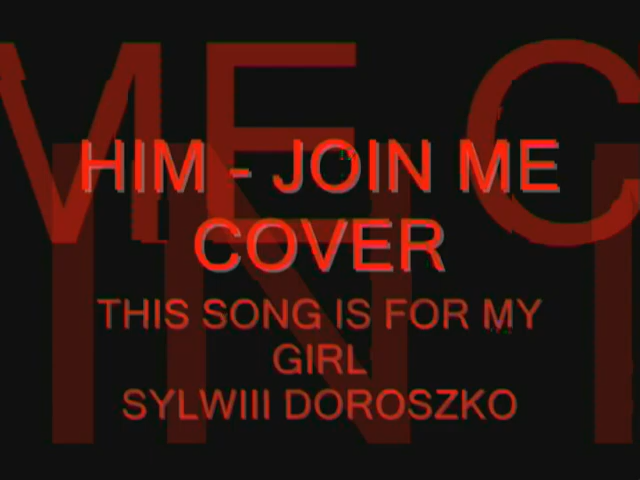 HIM - JOIN ME
COVER
THIS SONG IS FOR MY
GIRL
SYLWIII DOROSZKO